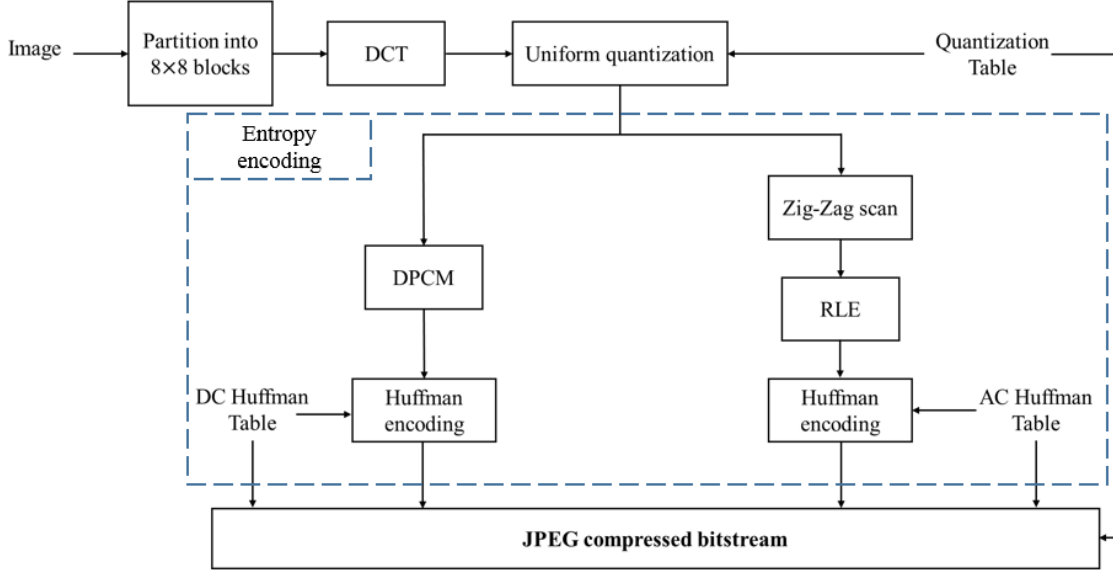 Image
Partition into
8×8 blocks
DCT
Uniform quantization
Quantization
Table
Entropy
encoding
Zig-Zag scan
DPCM
RLE
DC Huffman
Table
Huffman
encoding
Huffman
encoding
AC Huffman
Table
JPEG compressed bitstream